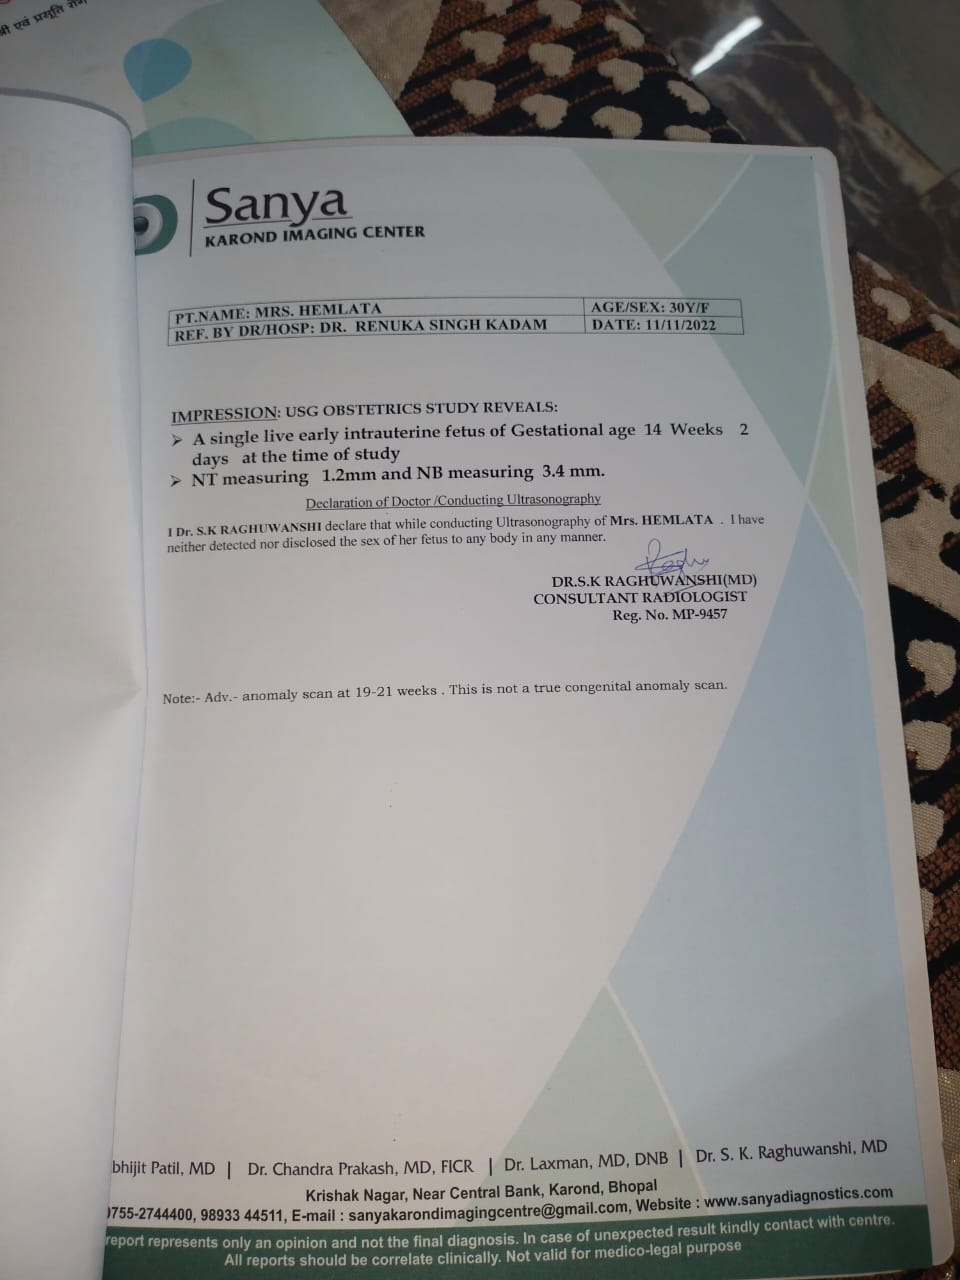 श्री एवं प्रसूति रोग
Sanya
KAROND IMAGING CENTER
PT.NAME: MRS. HEMLATA AGE/SEX: 30Y/F
REF. BY DR/HOSP: DR. RENUKA SINGH KADAM DATE: 11/11/2022
IMPRESSION: USG OBSTETRICS STUDY REVEALS:
➢ A single live early intrauterine fetus of Gestational age 14 Weeks 2
days at the time of study
➢ NT measuring 1.2mm and NB measuring 3.4 mm.
Declaration of Doctor /Conducting Ultrasonography
I Dr. S.K RAGHUWANSHI declare that while conducting Ultrasonography of Mrs. HEMLATA . I have
neither detected nor disclosed the sex of her fetus to any body in any manner.
DR.S.K RAGHUWANSHI(MD)
CONSULTANT RADIOLOGIST
Reg. No. MP-9457
Note:- Adv.- anomaly scan at 19-21 weeks . This is not a true congenital anomaly scan.
bhijit Patil, MD | Dr. Chandra Prakash, MD, FICR | Dr. Laxman, MD, DNB | Dr. S. K. Raghuwanshi, MD
Krishak Nagar, Near Central Bank, Karond, Bhopal
0755-2744400, 98933 44511, E-mail : sanyakarondimagingcentre@gmail.com, Website : www.sanyadiagnostics.com
report represents only an opinion and not the final diagnosis. In case of unexpected result kindly contact with centre.
All reports should be correlate clinically. Not valid for medico-legal purpose